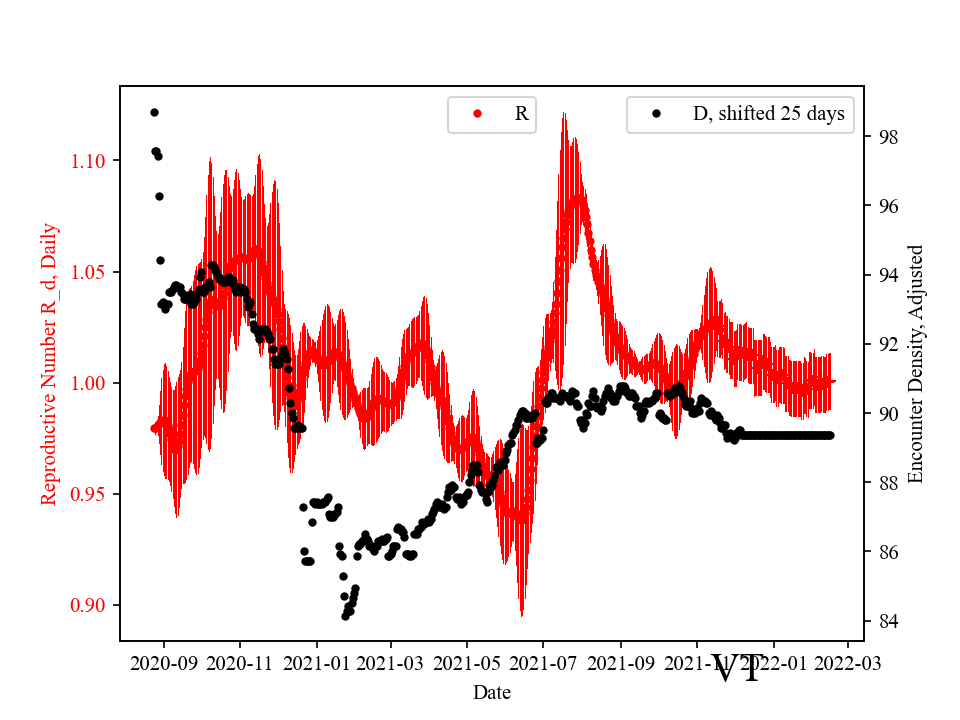 R
D, shifted 25 days
1.10
1.05
1.00
0.95
0.90
Reproductive Number R_d, Daily
98
96
94
92
90
88
86
84
Encounter Density, Adjusted
2020-09 2020-11 2021-01 2021-03 2021-05 2021-07 2021-09 2021-11 2022-01 2022-03
VT
Date